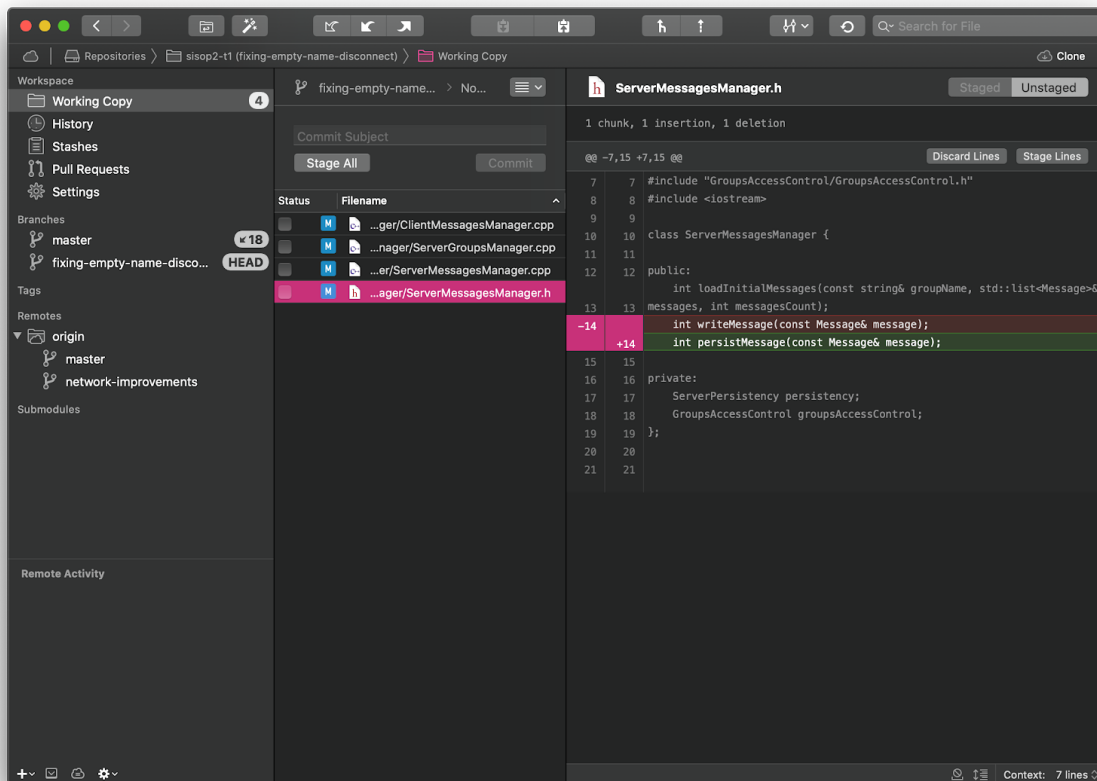 Search for File
Repositories
sisop2-t1 (fixing-empty-name-disconnect)
Working Copy
Clone
Workspace
Working Copy
4
History
Stashes
Pull Requests
Settings
Branches
master
↙18
fixing-empty-name-disco...
HEAD
Tags
Remotes
origin
master
network-improvements
Submodules
Remote Activity
fixing-empty-name...
No...
Commit Subject
Stage All
Commit
Status
Filename
M
...ger/ClientMessagesManager.cpp
M
...nager/ServerGroupsManager.cpp
M
...er/ServerMessagesManager.cpp
M
h
...ager/ServerMessagesManager.h
h
ServerMessagesManager.h
Staged
Unstaged
1 chunk, 1 insertion, 1 deletion
@@ -7,15 +7,15 @@
Discard Lines
Stage Lines
7 7 #include "GroupsAccessControl/GroupsAccessControl.h"
8 8 #include <iostream>
9 9
10 10 class ServerMessagesManager {
11 11
12 12 public:
int loadInitialMessages(const string& groupName, std::list<Message>&
13 13 messages, int messagesCount);
-14 int writeMessage(const Message& message);
+14 int persistMessage(const Message& message);
15 15
16 16 private:
17 17 ServerPersistency persistency;
18 18 GroupsAccessControl groupsAccessControl;
19 19 };
20 20
21 21
Context: 7 lines